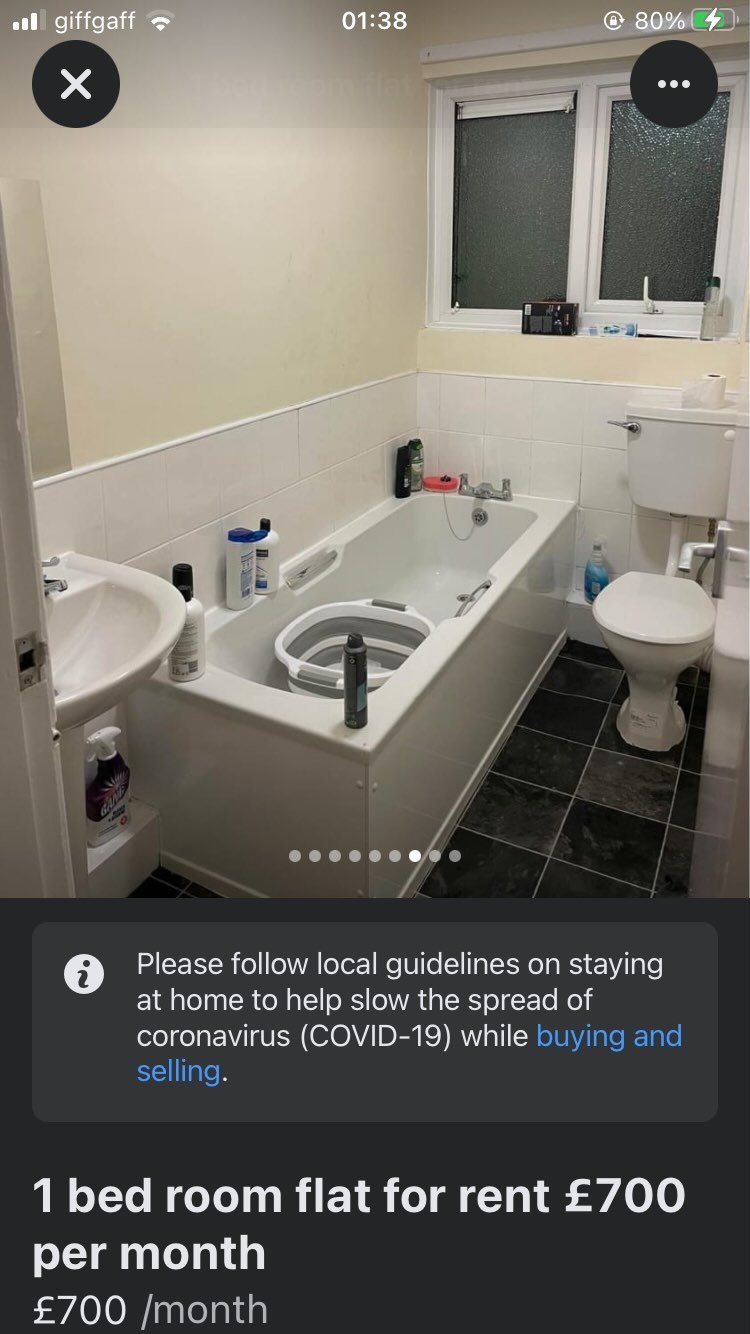 giffgaff 01:38 80%
Please follow local guidelines on staying
at home to help slow the spread of
coronavirus (COVID-19) while buying and
selling.
1 bed room flat for rent £700
per month
£700 /month